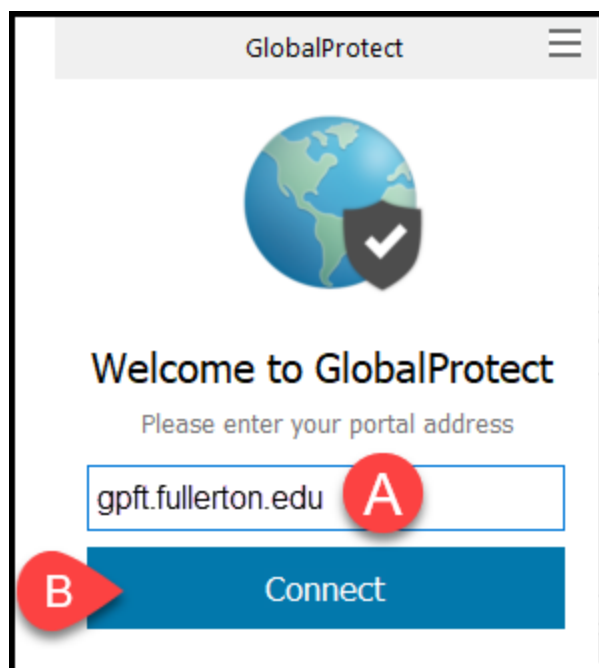 GlobalProtect
Welcome to GlobalProtect
Please enter your portal address
gpft.fullerton.edu A
B Connect